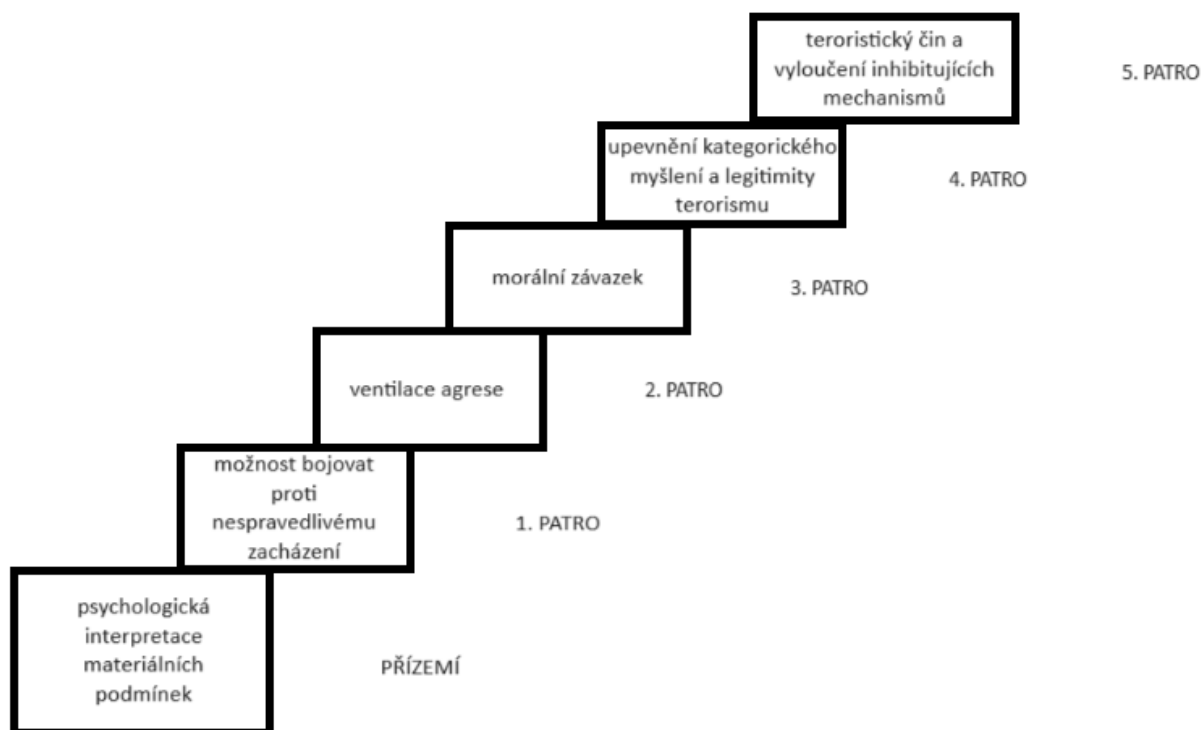 teroristický čin a
vyloučení inhibitujících
mechanismů
5. PATRO
upevnění kategorického
myšlení a legitimity
terorismu
4. PATRO
morální závazek
3. PATRO
ventilace agrese
2. PATRO
možnost bojovat
proti
nespravedlivému
zacházení
1. PATRO
psychologická
interpretace
materiálních
podmínek
PŘÍZEMÍ